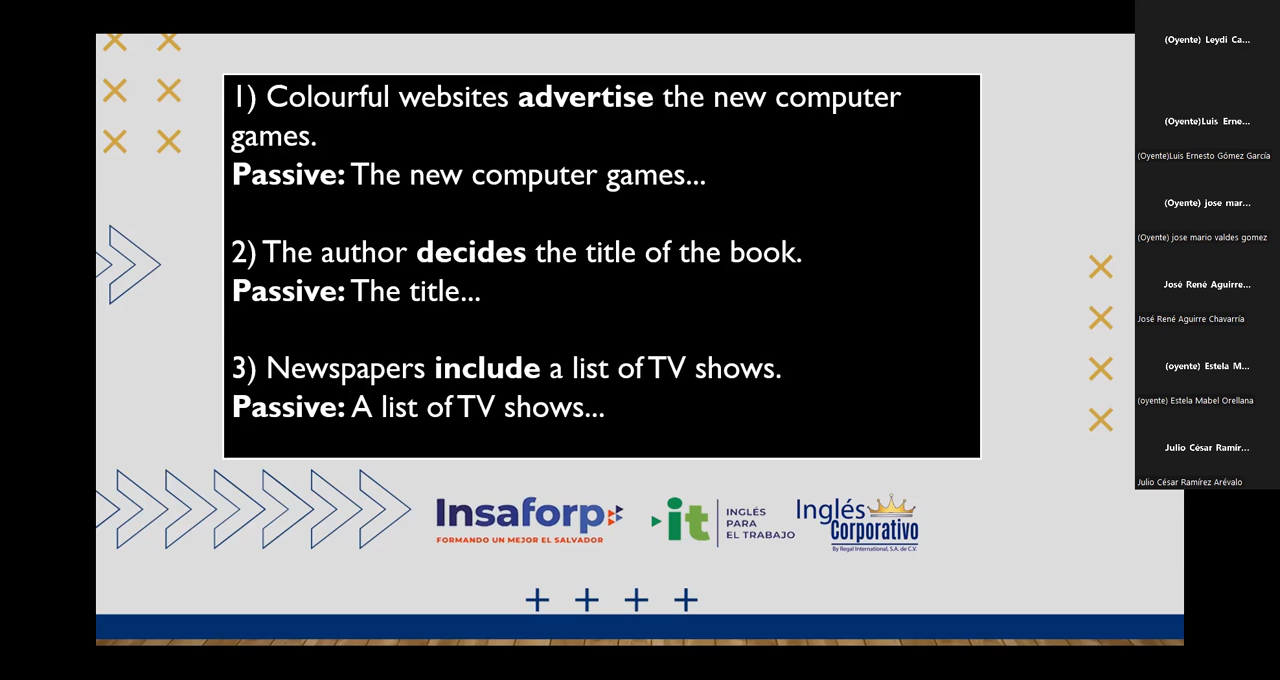 1) Colourful websites advertise the new computer
games.
Passive: The new computer games...
2) The author decides the title of the book.
Passive: The title...
3) Newspapers include a list of TV shows.
Passive: A list of TV shows...
Insaforp
FORMANDO UN MEJOR EL SALVADOR
it
INGLÉS
PARA
EL TRABAJO
Inglés
Corporativo
By Regal International, S.A. de C.V.
(Oyente) Leydi Ca...
(Oyente)Luis Erne...
(Oyente)Luis Ernesto Gómez García
(Oyente) jose mar...
(Oyente) jose mario valdes gomez
José René Aguirre...
José René Aguirre Chavarría
(oyente) Estela M...
(oyente) Estela Mabel Orellana
Julio César Ramír...
Julio César Ramírez Arévalo